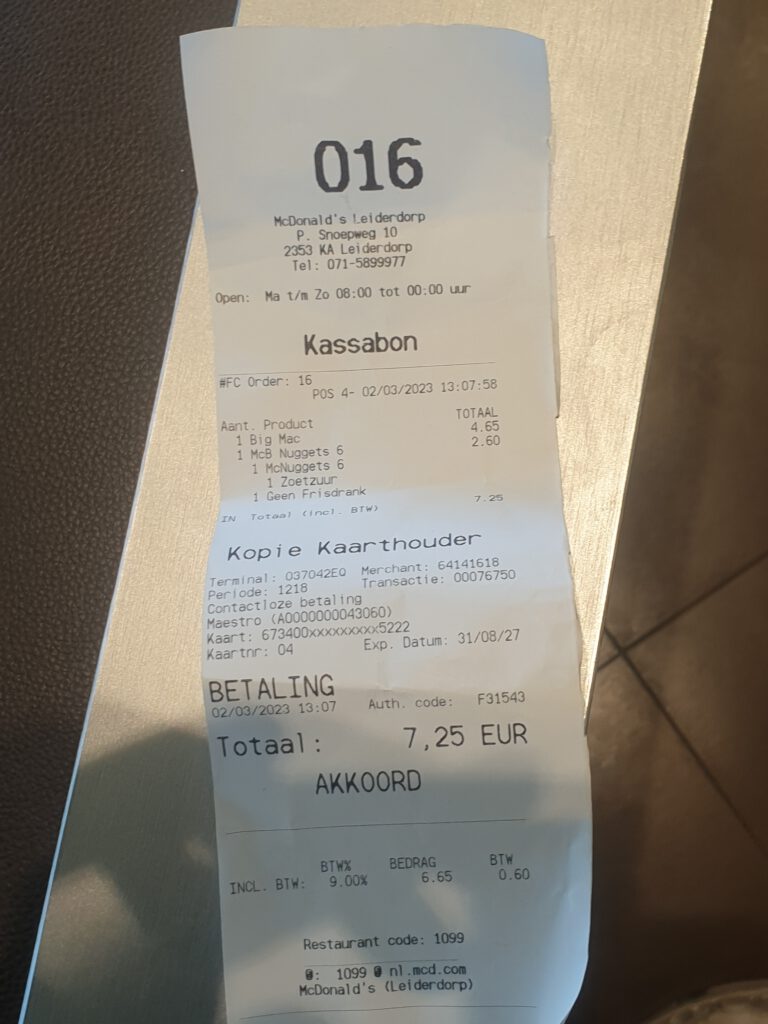 016
McDonald's Leiderdorp
P. Snoepweg 10
2353 KA Leiderdorp
Tel: 071-5899977
Open: Ma t/m Zo 08:00 tot 00:00 uur
Kassabon
#FC Order: 16
POS 4- 02/03/2023 13:07:58
Aant. Product TOTAAL
1 Big Mac 4.65
1 McB Nuggets 6 2.60
1 McNuggets 6
1 Zoetzuur
1 Geen Frisdrank
IN Totaal (incl. BTW) 7.25
Kopie Kaarthouder
Terminal: 037042EQ Merchant: 64141618
Periode: 1218 Transactie: 00076750
Contactloze betaling
Maestro (A0000000043060)
Kaart: 673400xxxxxxxxx5222
Kaartnr: 04 Exp. Datum: 31/08/27
BETALING
02/03/2023 13:07 Auth. code: F31543
Totaal: 7,25 EUR
AKKOORD
BTW% BEDRAG BTW
INCL. BTW: 9.00% 6.65 0.60
Restaurant code: 1099
@: 1099 @ nl.mcd.com
McDonald's (Leiderdorp)